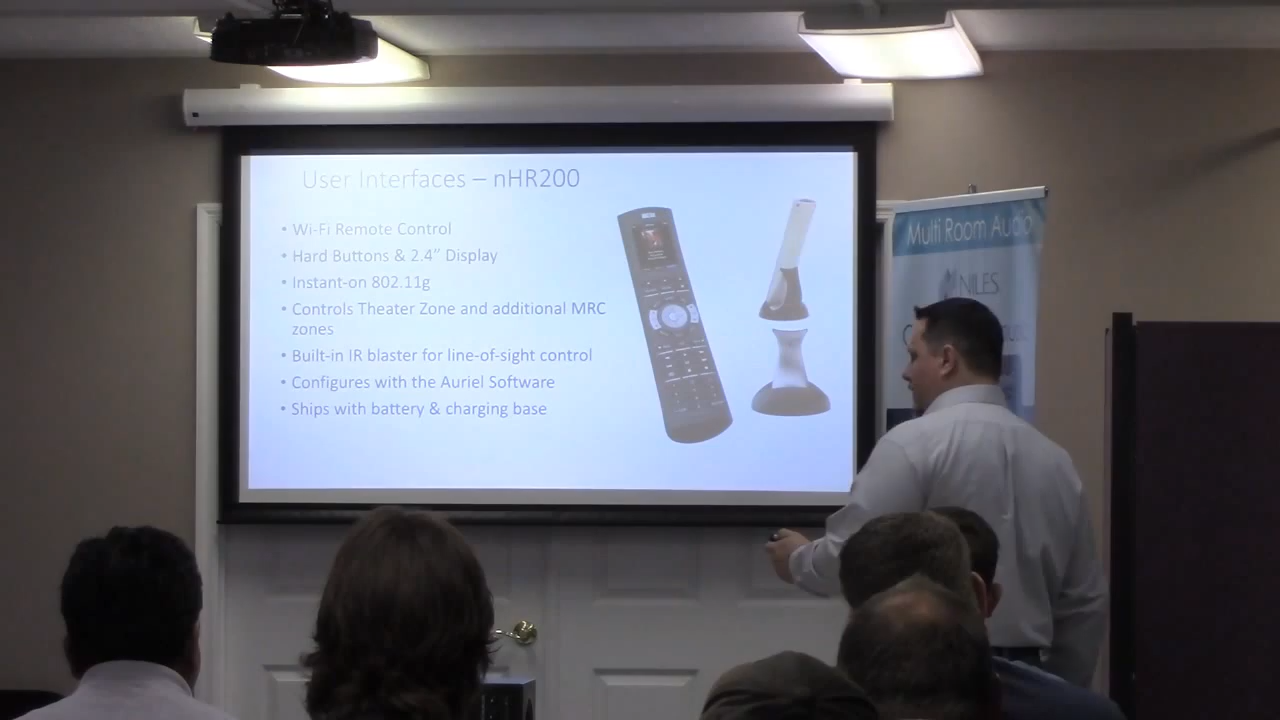 User Interfaces – nHR200
• Wi-Fi Remote Control
• Hard Buttons & 2.4” Display
• Instant-on 802.11g
• Controls Theater Zone and additional MRC
zones
• Built-in IR blaster for line-of-sight control
• Configures with the Auriel Software
• Ships with battery & charging base
Multi Room Audio
NILES